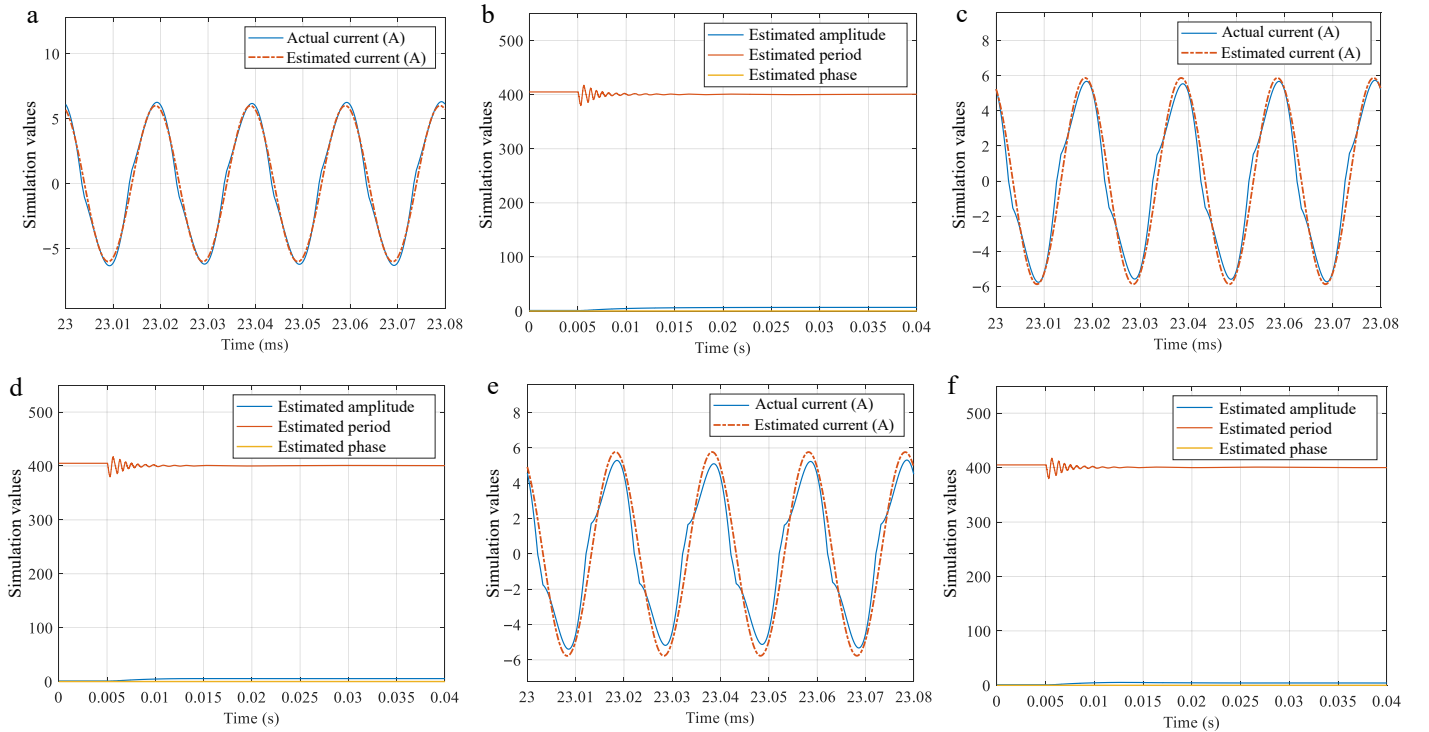 a
Actual current (A)
Estimated current (A)
10
5
0
−5
Simulation values
23 23.01 23.02 23.03 23.04 23.05 23.06 23.07 23.08
Time (ms)
b
Estimated amplitude
Estimated period
Estimated phase
500
400
300
200
100
0
Simulation values
0 0.005 0.01 0.015 0.02 0.025 0.03 0.035 0.04
Time (s)
c
Actual current (A)
Estimated current (A)
8
6
4
2
0
−2
−4
−6
Simulation values
23 23.01 23.02 23.03 23.04 23.05 23.06 23.07 23.08
Time (ms)
d
Estimated amplitude
Estimated period
Estimated phase
500
400
300
200
100
0
Simulation values
0 0.005 0.01 0.015 0.02 0.025 0.03 0.035 0.04
Time (s)
e
Actual current (A)
Estimated current (A)
8
6
4
2
0
−2
−4
−6
Simulation values
23 23.01 23.02 23.03 23.04 23.05 23.06 23.07 23.08
Time (ms)
f
Estimated amplitude
Estimated period
Estimated phase
500
400
300
200
100
0
Simulation values
0 0.005 0.01 0.015 0.02 0.025 0.03 0.035 0.04
Time (s)